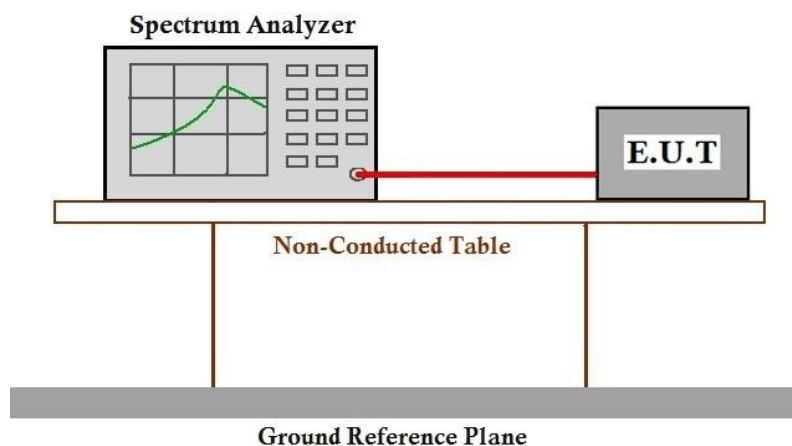 Spectrum Analyzer
E.U.T
Non-Conducted Table
Ground Reference Plane